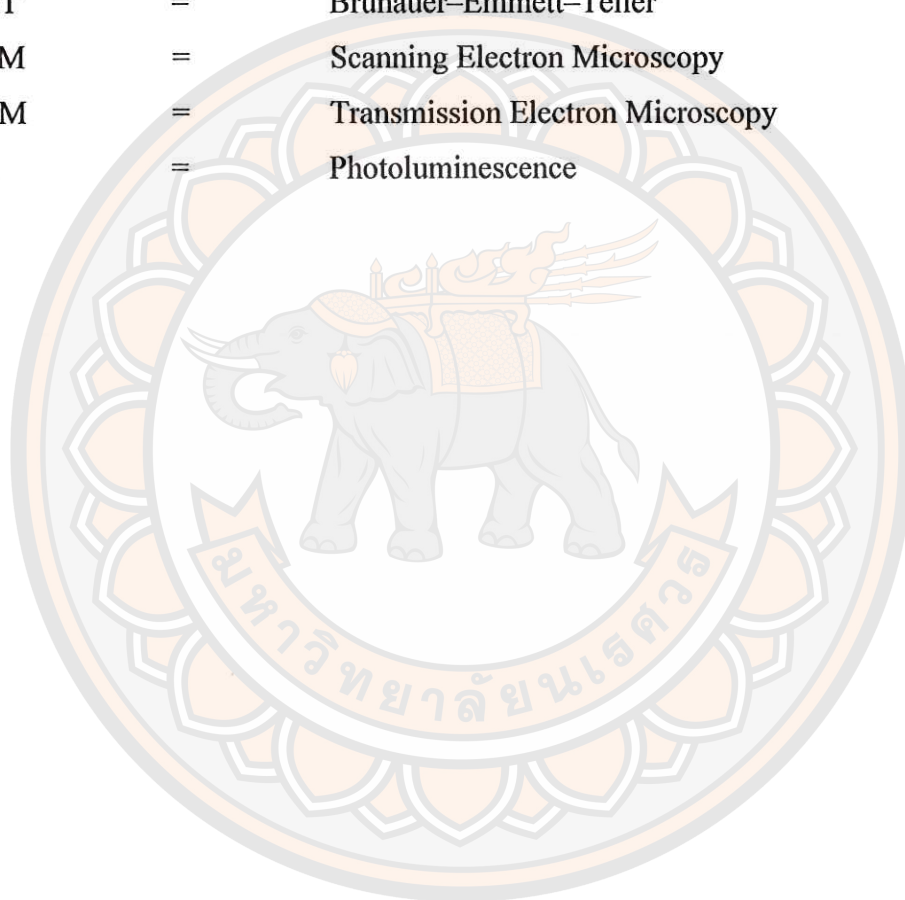 T = Brunauer–Emmett–Teller
M = Scanning Electron Microscopy
M = Transmission Electron Microscopy
= Photoluminescence
มหาวิทยาลัยนเรศวร